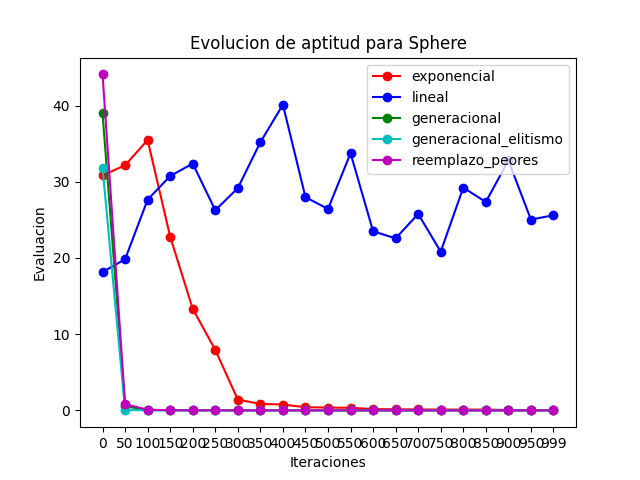 Evolucion de aptitud para Sphere
exponencial
lineal
generacional
generacional_elitismo
reemplazo_peores
Evaluacion
40
30
20
10
0
0 50 100 150 200 250 300 350 400 450 500 550 600 650 700 750 800 850 900 950 999
Iteraciones